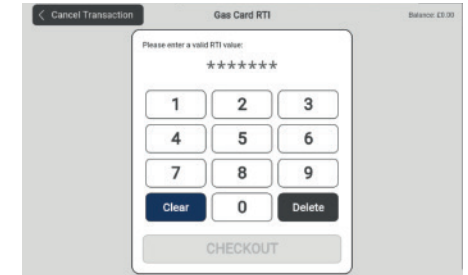 Cancel Transaction
Gas Card RTI
Balance: £0.00
Please enter a valid RTI value:
*******
1 2 3
4 5 6
7 8 9
Clear 0 Delete
CHECKOUT